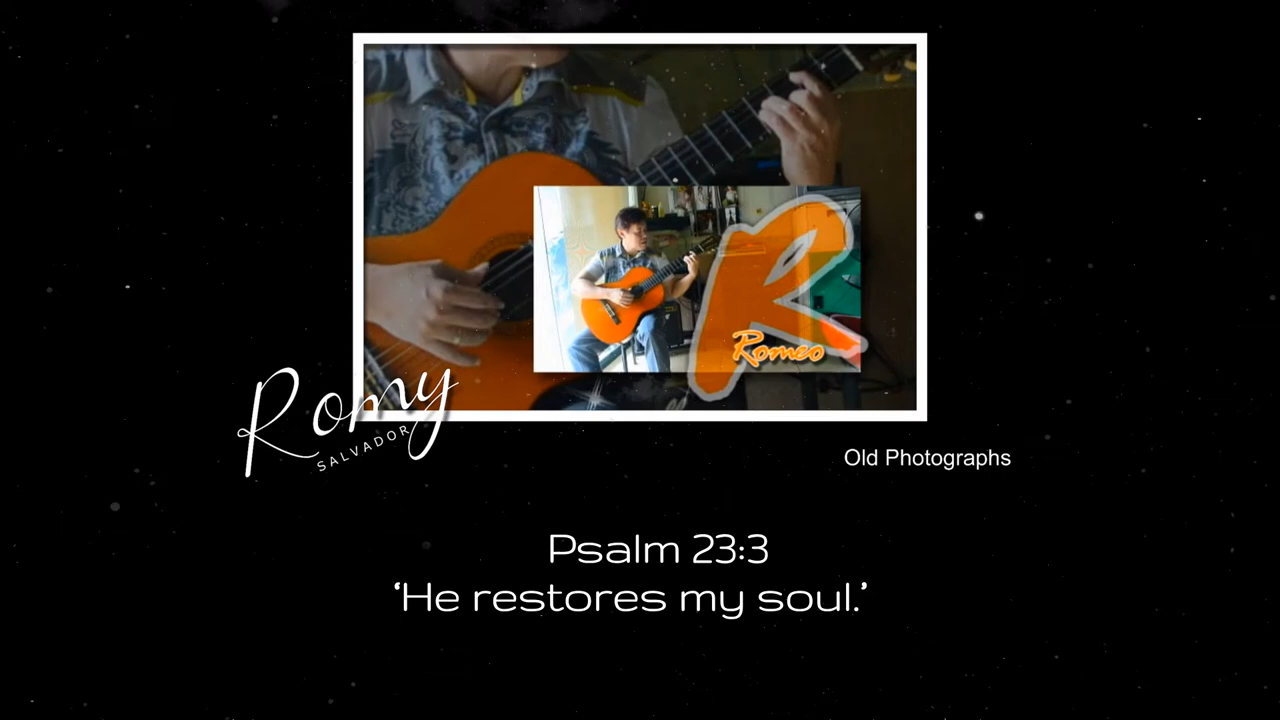 R
Romeo
Romy
SALVADOR
Old Photographs
Psalm 23:3
‘He restores my soul.’